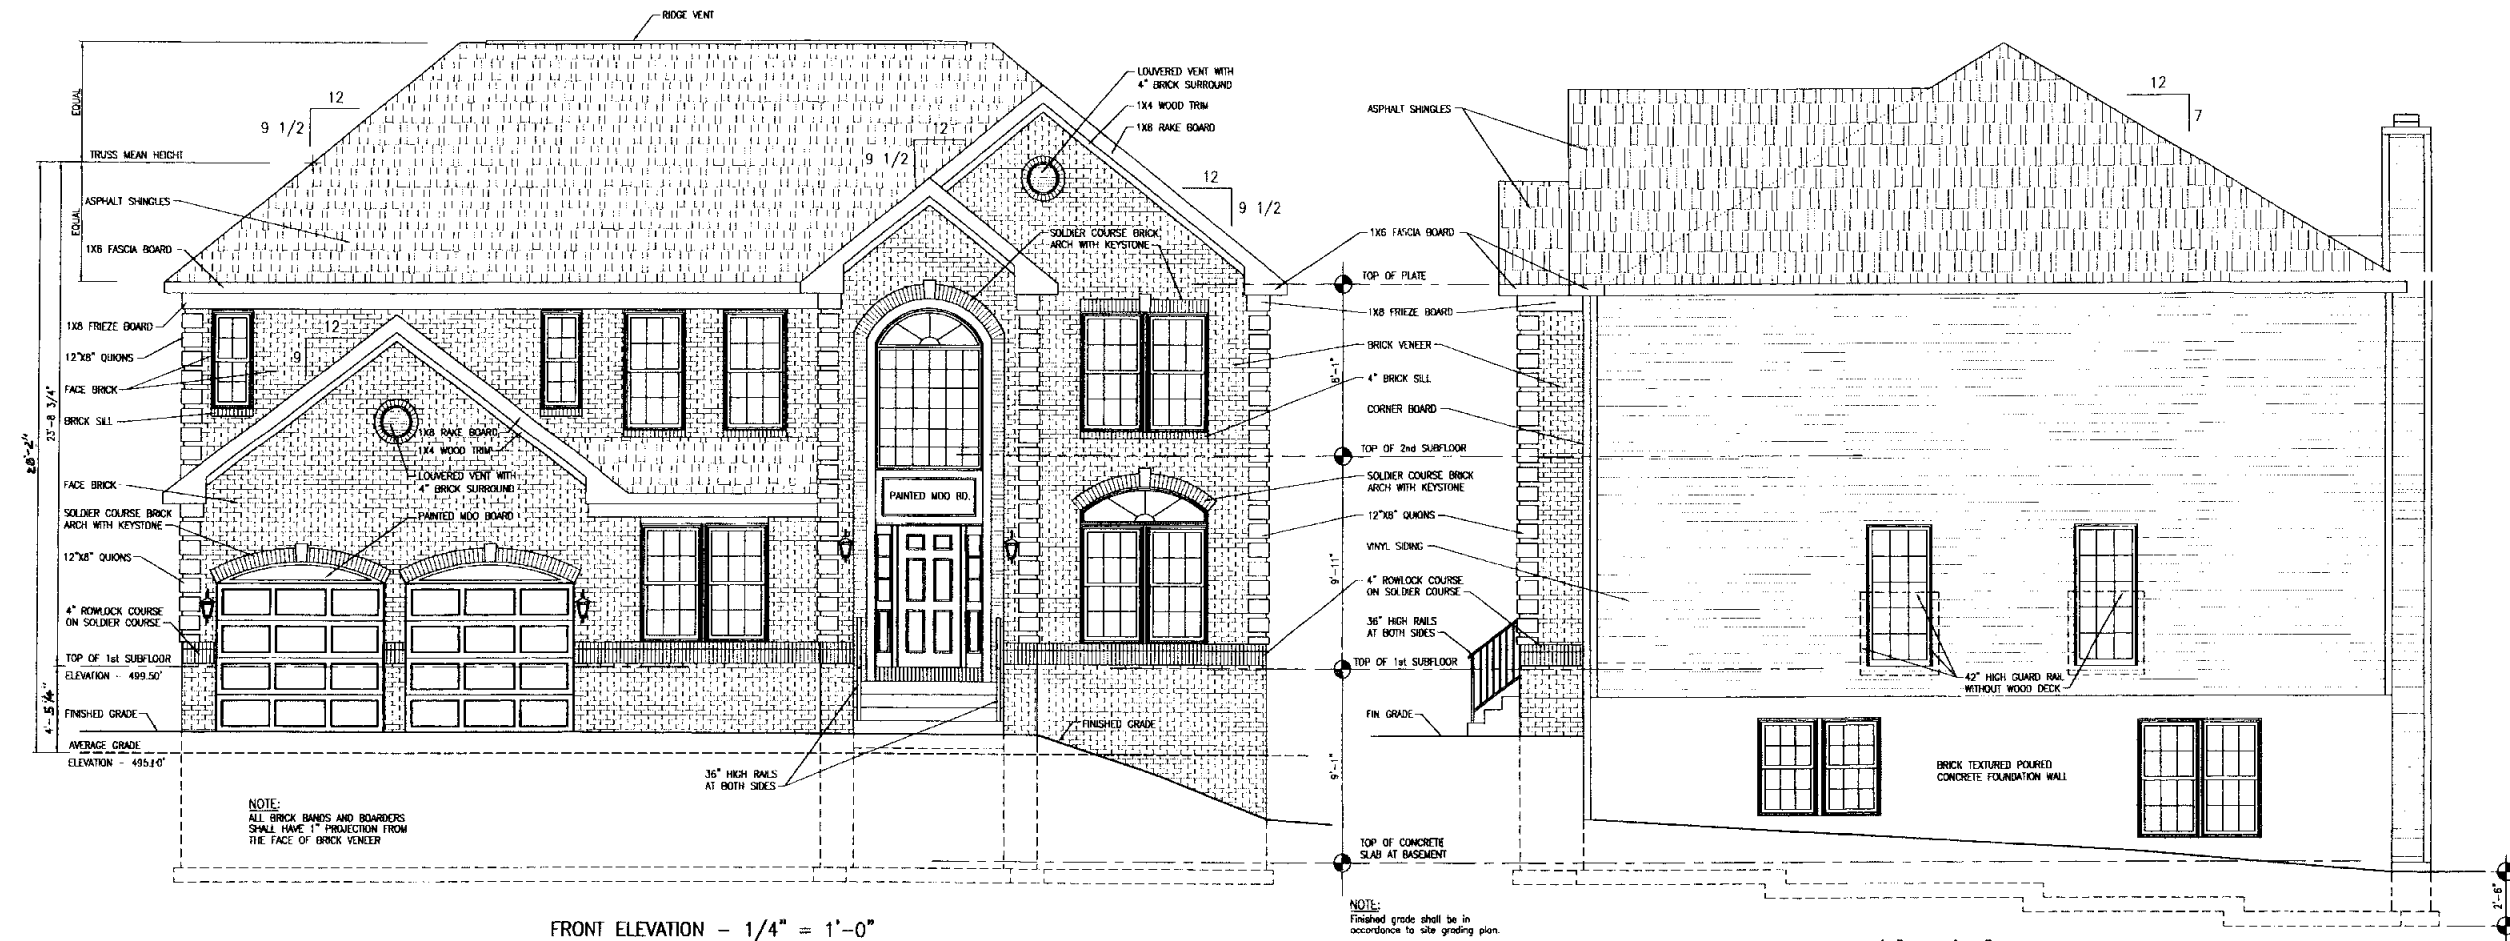 RIDGE VENT
EQUAL
12
9 1/2
TRUSS MEAN HEIGHT
ASPHALT SHINGLES
EQUAL
1X6 FASCIA BOARD
1X8 FRIEZE BOARD
12"X8" QUIONS
FACE BRICK
BRICK SILL
23'-8 3/4"
28'-2"
FACE BRICK
SOLDIER COURSE BRICK
ARCH WITH KEYSTONE
12"X8" QUIONS
4" ROWLOCK COURSE
ON SOLDIER COURSE
TOP OF 1st SUBFLOOR
ELEVATION - 499.50'
4'-5 1/4"
FINISHED GRADE
AVERAGE GRADE
12
9
1X8 RAKE BOARD
1X4 WOOD TRIM
LOUVERED VENT WITH
4" BRICK SURROUND
PAINTED MDO BOARD
PAINTED MDO BD.
12
9 1/2
LOUVERED VENT WITH
4" BRICK SURROUND
1X4 WOOD TRIM
1X8 RAKE BOARD
12
9 1/2
SOLDIER COURSE BRICK
ARCH WITH KEYSTONE
FINISHED GRADE
36" HIGH RAILS
AT BOTH SIDES
NOTE:
ALL BRICK BANDS AND BOARDERS
SHALL HAVE 1" PROJECTION FROM
THE FACE OF BRICK VENEER
FRONT ELEVATION - 1/4" = 1'-0"
ASPHALT SHINGLES
12
7
1X6 FASCIA BOARD
TOP OF PLATE
1X8 FRIEZE BOARD
BRICK VENEER
8'-1"
4" BRICK SILL
CORNER BOARD
TOP OF 2nd SUBFLOOR
SOLDIER COURSE BRICK
ARCH WITH KEYSTONE
12"X8" QUIONS
VINYL SIDING
9'-11"
4" ROWLOCK COURSE
ON SOLDIER COURSE
36" HIGH RAILS
AT BOTH SIDES
TOP OF 1st SUBFLOOR
42" HIGH GUARD RAIL
WITHOUT WOOD DECK
FIN GRADE
9'-1"
BRICK TEXTURED POURED
CONCRETE FOUNDATION WALL
TOP OF CONCRETE
SLAB AT BASEMENT
2'-6"
NOTE:
Finished grade shall be in
accordance to site grading plan.